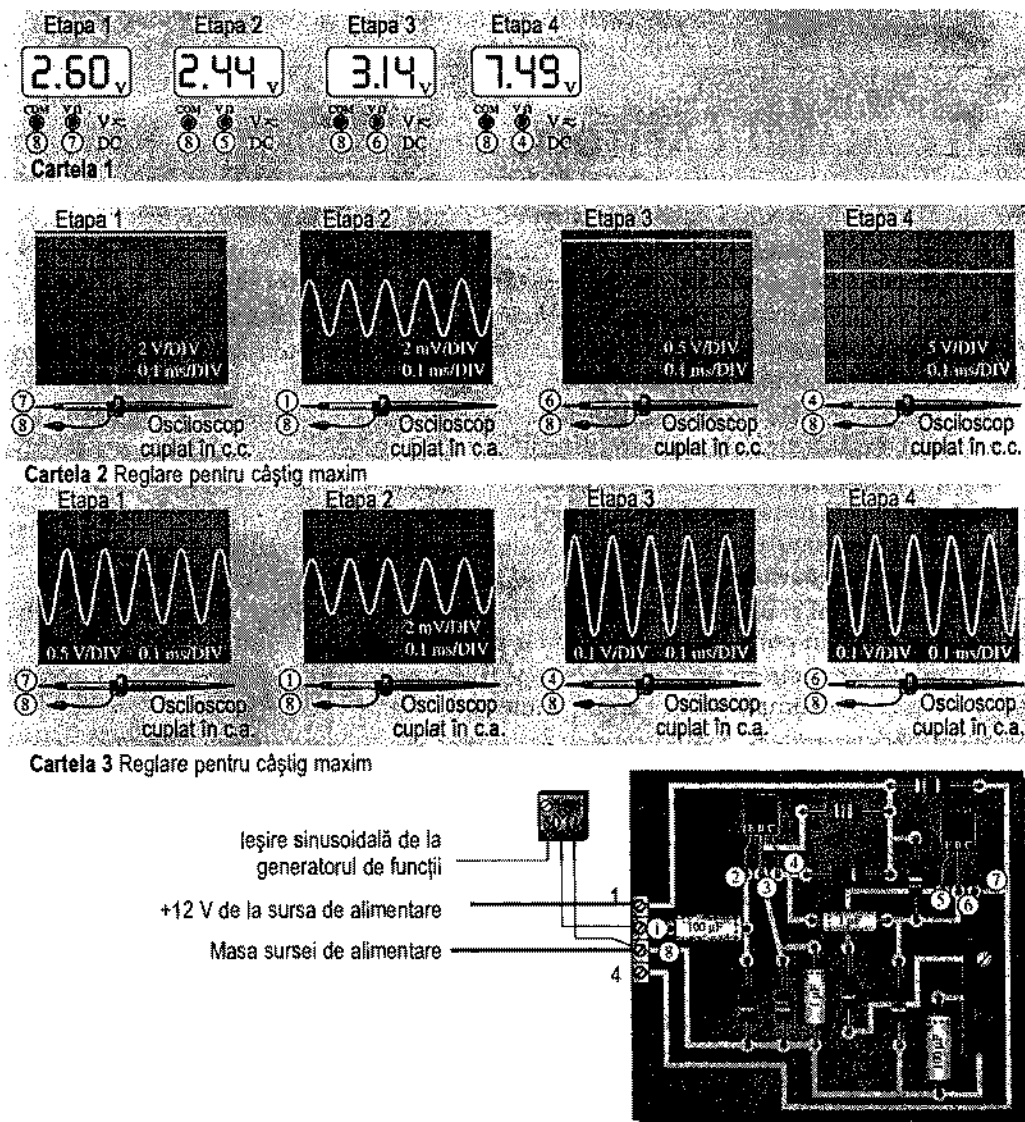 Etapa 1 Etapa 2 Etapa 3 Etapa 4
2.60 V 2.44 V 3.14 V 7.49 V
COM VΩ COM VΩ COM VΩ COM VΩ
V≂ V≂ V≂ V≂
8 7 DC 8 5 DC 8 6 DC 8 4 DC
Cartela 1
Etapa 1 Etapa 2 Etapa 3 Etapa 4
2 V/DIV 2 mV/DIV 0.5 V/DIV 5 V/DIV
0.1 ms/DIV 0.1 ms/DIV 0.1 ms/DIV 0.1 ms/DIV
7 1 6 4
8 Osciloscop 8 Osciloscop 8 Osciloscop 8 Osciloscop
cuplat în c.c. cuplat în c.a. cuplat în c.c. cuplat în c.c.
Cartela 2 Reglare pentru câştig maxim
Etapa 1 Etapa 2 Etapa 3 Etapa 4
2 mV/DIV
0.5 V/DIV 0.1 ms/DIV 0.1 ms/DIV 0.1 V/DIV 0.1 ms/DIV 0.1 V/DIV 0.1 ms/DIV
7 1 4 6
8 Osciloscop 8 Osciloscop 8 Osciloscop 8 Osciloscop
cuplat în c.a. cuplat în c.a. cuplat în c.a. cuplat în c.a.
Cartela 3 Reglare pentru câştig maxim
Ieşire sinusoidală de la
generatorul de funcţii
+12 V de la sursa de alimentare
Masa sursei de alimentare
1
4
1 100 µF
8
2 3 4 5 6 7